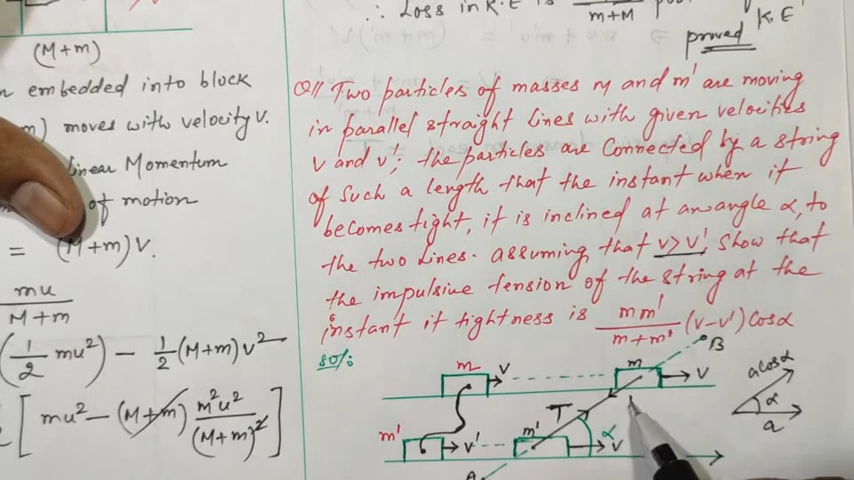 ∴ Loss in K.E is
m+M
K.E
proved
(M+m)
embedded into block
moves with velocity V.
Linear Momentum
of motion
= (M+m)V.
mu
M+m
(1/2 mu²) − 1/2 (M+m)V²
[mu² − (M+m) m²u²/(M+m)²]
Q11 Two particles of masses m and m' are moving
in parallel straight Lines with given velocities
v and v'; the particles are connected by a string
of such a length that the instant when it
becomes tight, it is inclined at an angle α, to
the two Lines. assuming that v>v', show that
the impulsive tension of the string at the
instant it tightness is mm'/m+m' (v−v') Cosα
Sol:
m
V
m
B
V
a cosα
α
a
m'
v'
m'
T
α
V
A